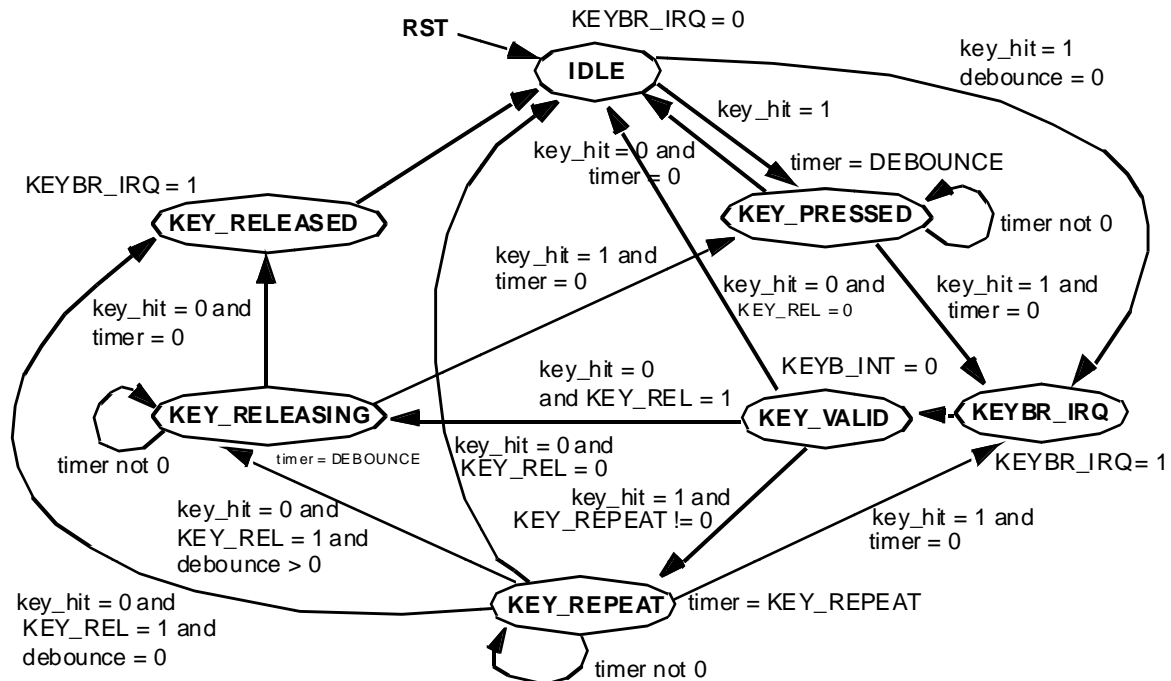 KEYBR_IRQ = 0
RST
IDLE
key_hit = 1
debounce = 0
key_hit = 1
key_hit = 0 and
timer = 0
timer = DEBOUNCE
KEYBR_IRQ = 1
KEY_RELEASED
KEY_PRESSED
timer not 0
key_hit = 1 and
timer = 0
key_hit = 0 and
KEY_REL = 0
key_hit = 1 and
timer = 0
key_hit = 0 and
timer = 0
KEYB_INT = 0
key_hit = 0
and KEY_REL = 1
KEY_RELEASING
KEY_VALID
KEYBR_IRQ
timer not 0
timer = DEBOUNCE
key_hit = 0 and
KEY_REL = 0
KEYBR_IRQ = 1
key_hit = 1 and
KEY_REPEAT != 0
key_hit = 0 and
KEY_REL = 1 and
debounce > 0
key_hit = 1 and
timer = 0
key_hit = 0 and
KEY_REL = 1 and
debounce = 0
KEY_REPEAT
timer = KEY_REPEAT
timer not 0